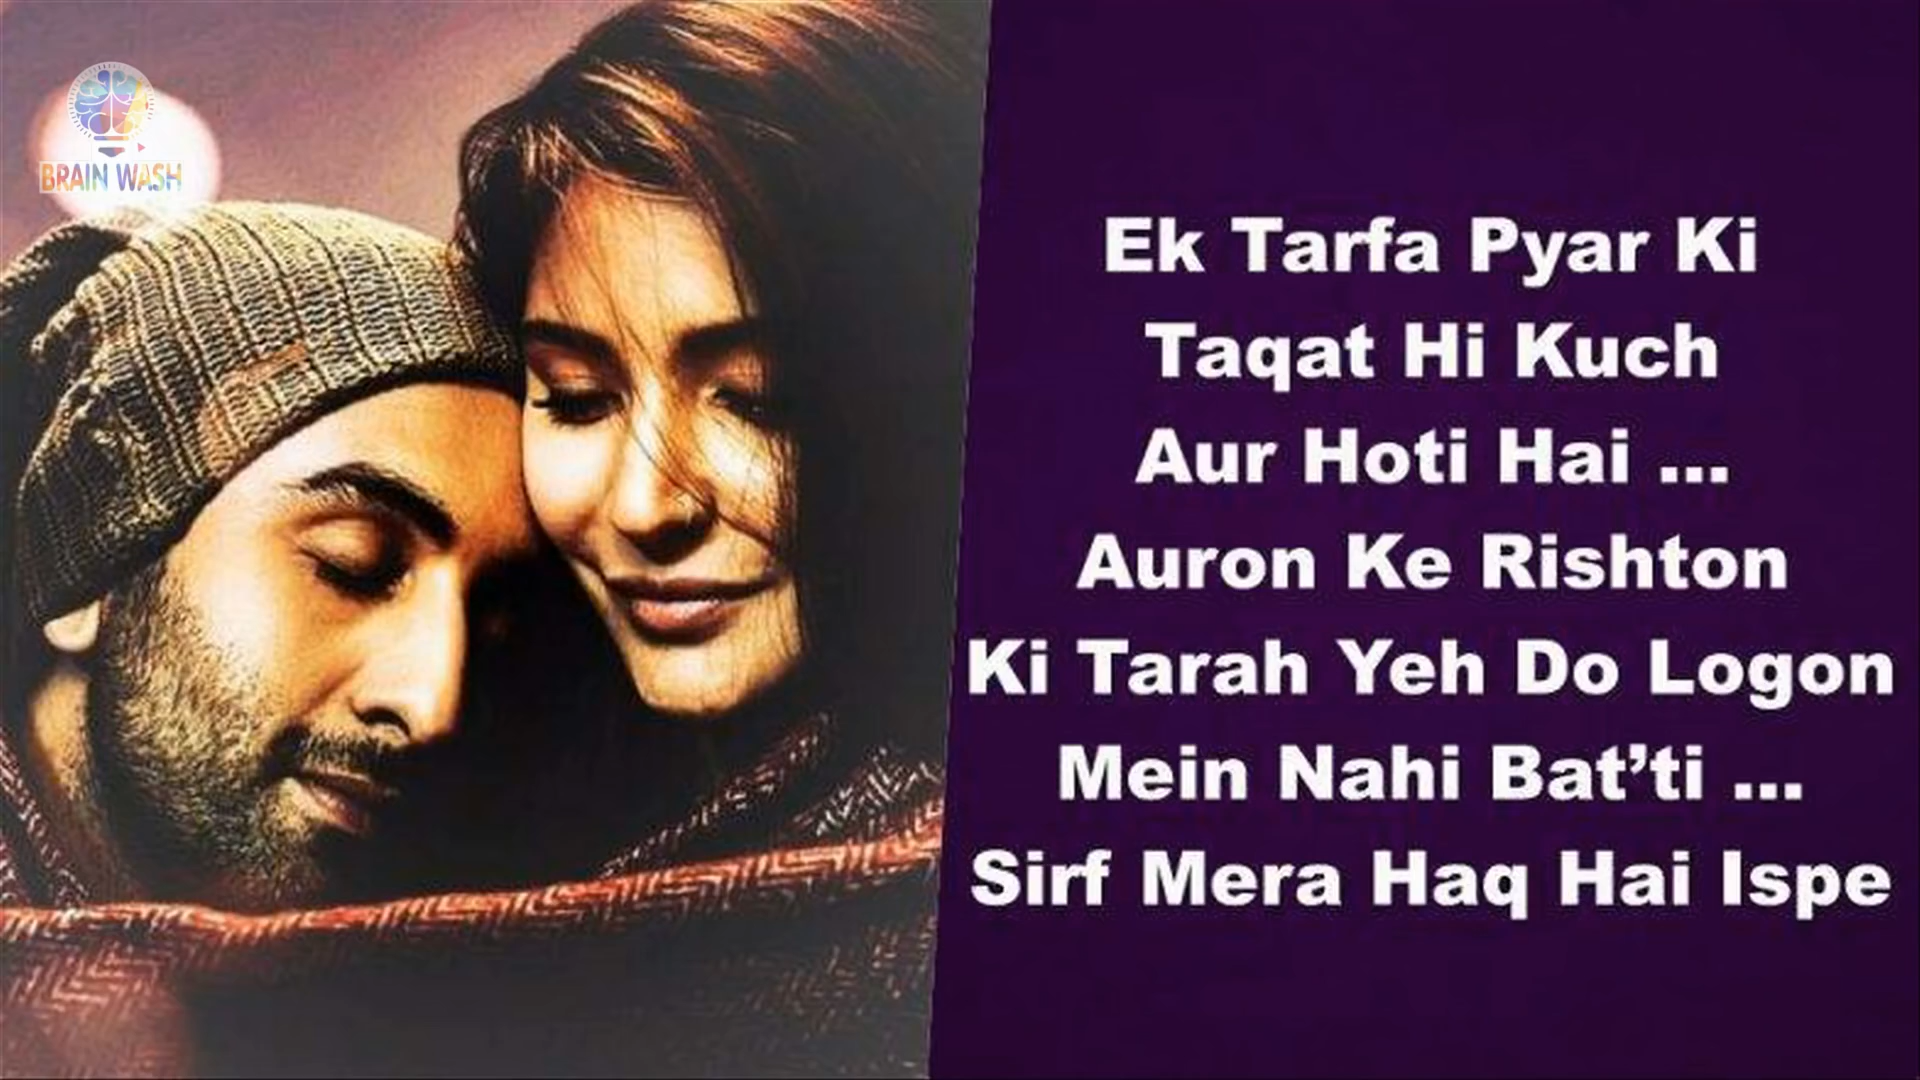 BRAIN WASH
Ek Tarfa Pyar Ki
Taqat Hi Kuch
Aur Hoti Hai ...
Auron Ke Rishton
Ki Tarah Yeh Do Logon
Mein Nahi Bat’ti ...
Sirf Mera Haq Hai Ispe